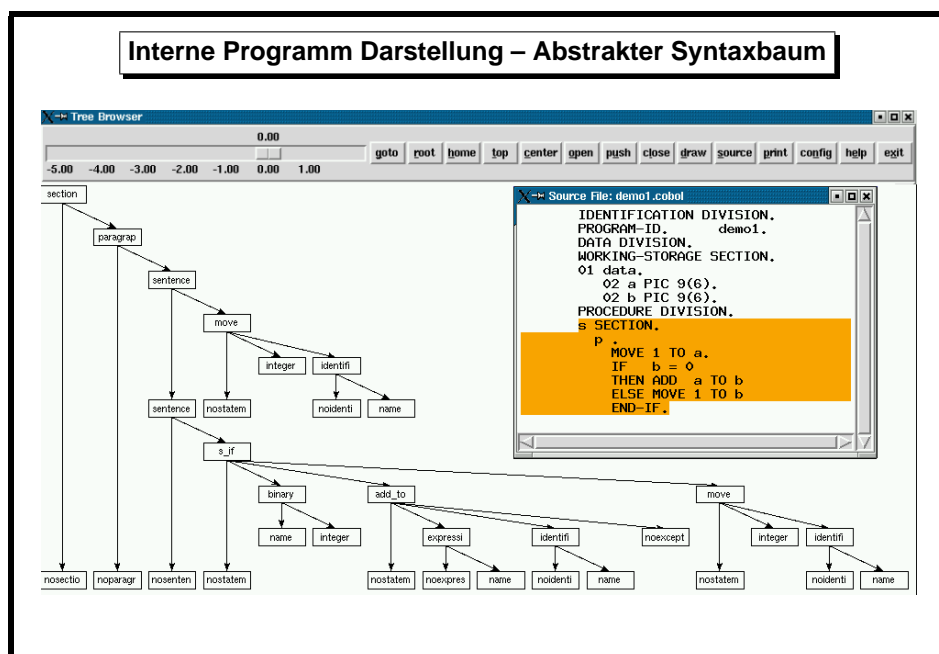 Interne Programm Darstellung – Abstrakter Syntaxbaum
Tree Browser
0.00
goto root home top center open push close draw source print config help exit
-5.00 -4.00 -3.00 -2.00 -1.00 0.00 1.00
section
Source File: demo1.cobol
IDENTIFICATION DIVISION.
PROGRAM-ID. demo1.
DATA DIVISION.
WORKING-STORAGE SECTION.
01 data.
02 a PIC 9(6).
02 b PIC 9(6).
PROCEDURE DIVISION.
s SECTION.
p .
MOVE 1 TO a.
IF b = 0
THEN ADD a TO b
ELSE MOVE 1 TO b
END-IF.
paragrap
sentence
move
integer identifi
sentence nostatem noidenti name
s_if
binary add_to move
name integer expressi identifi noexcept integer identifi
nosectio noparagr nosenten nostatem nostatem noexpres name noidenti name nostatem noidenti name